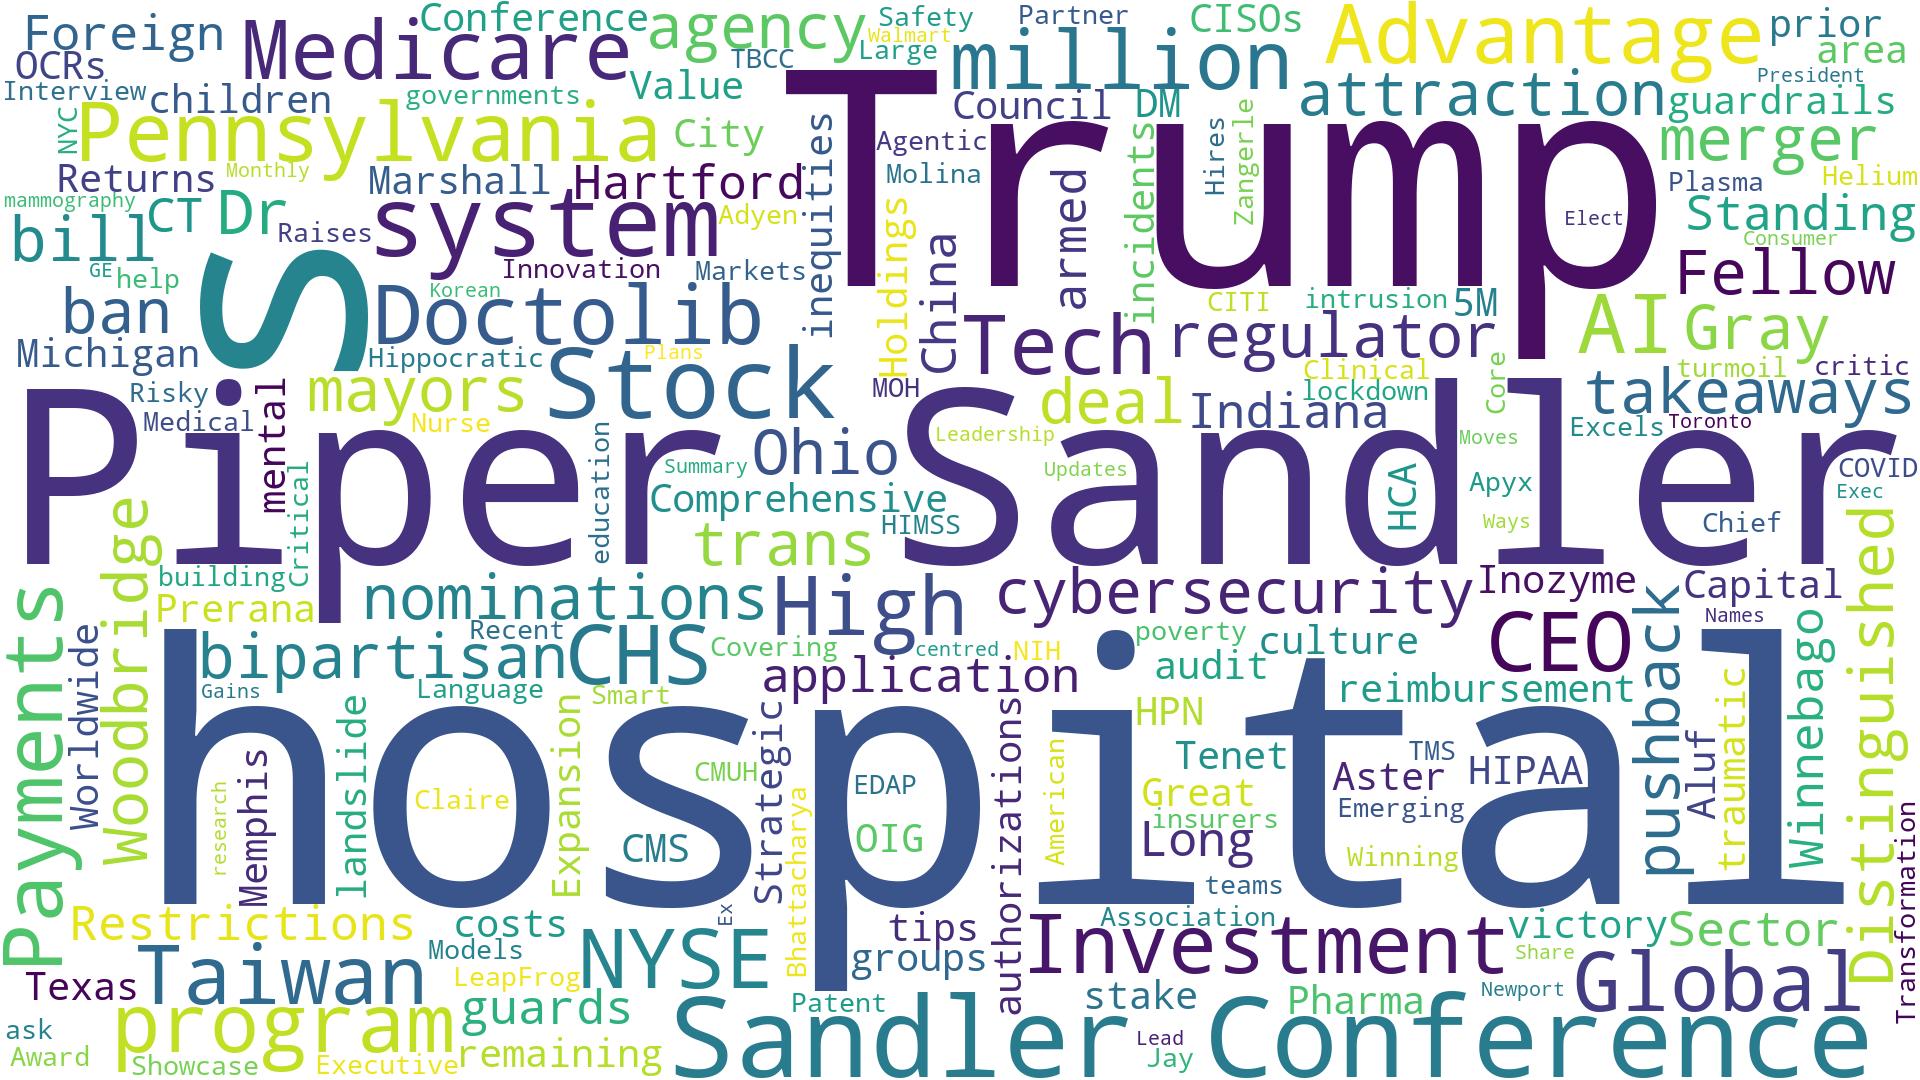 Foreign
Medicare
Conference
agency
Safety
Walmart
Large
Partner
CISOs
Advantage
prior
area
OCRs
TBCC
million
President
Interview
children
governments
Value
Trump
Council
DM
attraction
guardrails
NYC
Pennsylvania
City
inequities
Agentic
incidents
Hires
Zangerle
merger
Returns
Monthly
Marshall
Hartford
Molina
armed
Plasma
Helium
mammography
CT
Dr
system
Adyen
Holdings
Elect
Standing
bill
Raises
China
Consumer
GE
help
S
Innovation
Markets
Fellow
ban
Korean
Doctolib
CITI
intrusion
5M
AI
Gray
Tech
regulator
Michigan
Hippocratic
Plans
Stock
Clinical
turmoil
critic
Risky
mental
mayors
MOH
deal
lockdown
Core
takeaways
Medical
Nurse
Indiana
Excels
Toronto
Piper Sandler
education
Ohio
Leadership
Moves
Summary
Updates
HCA
Apyx
COVID
Exec
Critical
Comprehensive
HIMSS
Ways
Chief
Woodbridge
trans
Distinguished
building
Prerana
nominations
High
cybersecurity
Inozyme
Capital
Payments
Worldwide
Recent
Names
bipartisan
CHS
Covering
centred
NIH
poverty
culture
CEO
pushback
Winnebago
Gains
Language
Smart
application
audit
reimbursement
hospital
landslide
Expansion
Strategic
authorizations
HPN
traumatic
Memphis
research
CMUH
American
Tenet
TMS
HIPAA
Aluf
Claire
EDAP
Aster
Great
Emerging
insurers
CMS
OIG
Bhattacharya
Long
Winning
teams
Transformation
Restrictions
costs
Ex
tips
Association
victory
Sector
Models
NYSE
Investment
Share
Taiwan
LeapFrog
groups
Global
Texas
guards
Patent
stake
Pharma
Newport
ask
program
Sandler Conference
Lead
Award
Showcase
Executive
remaining
Jay